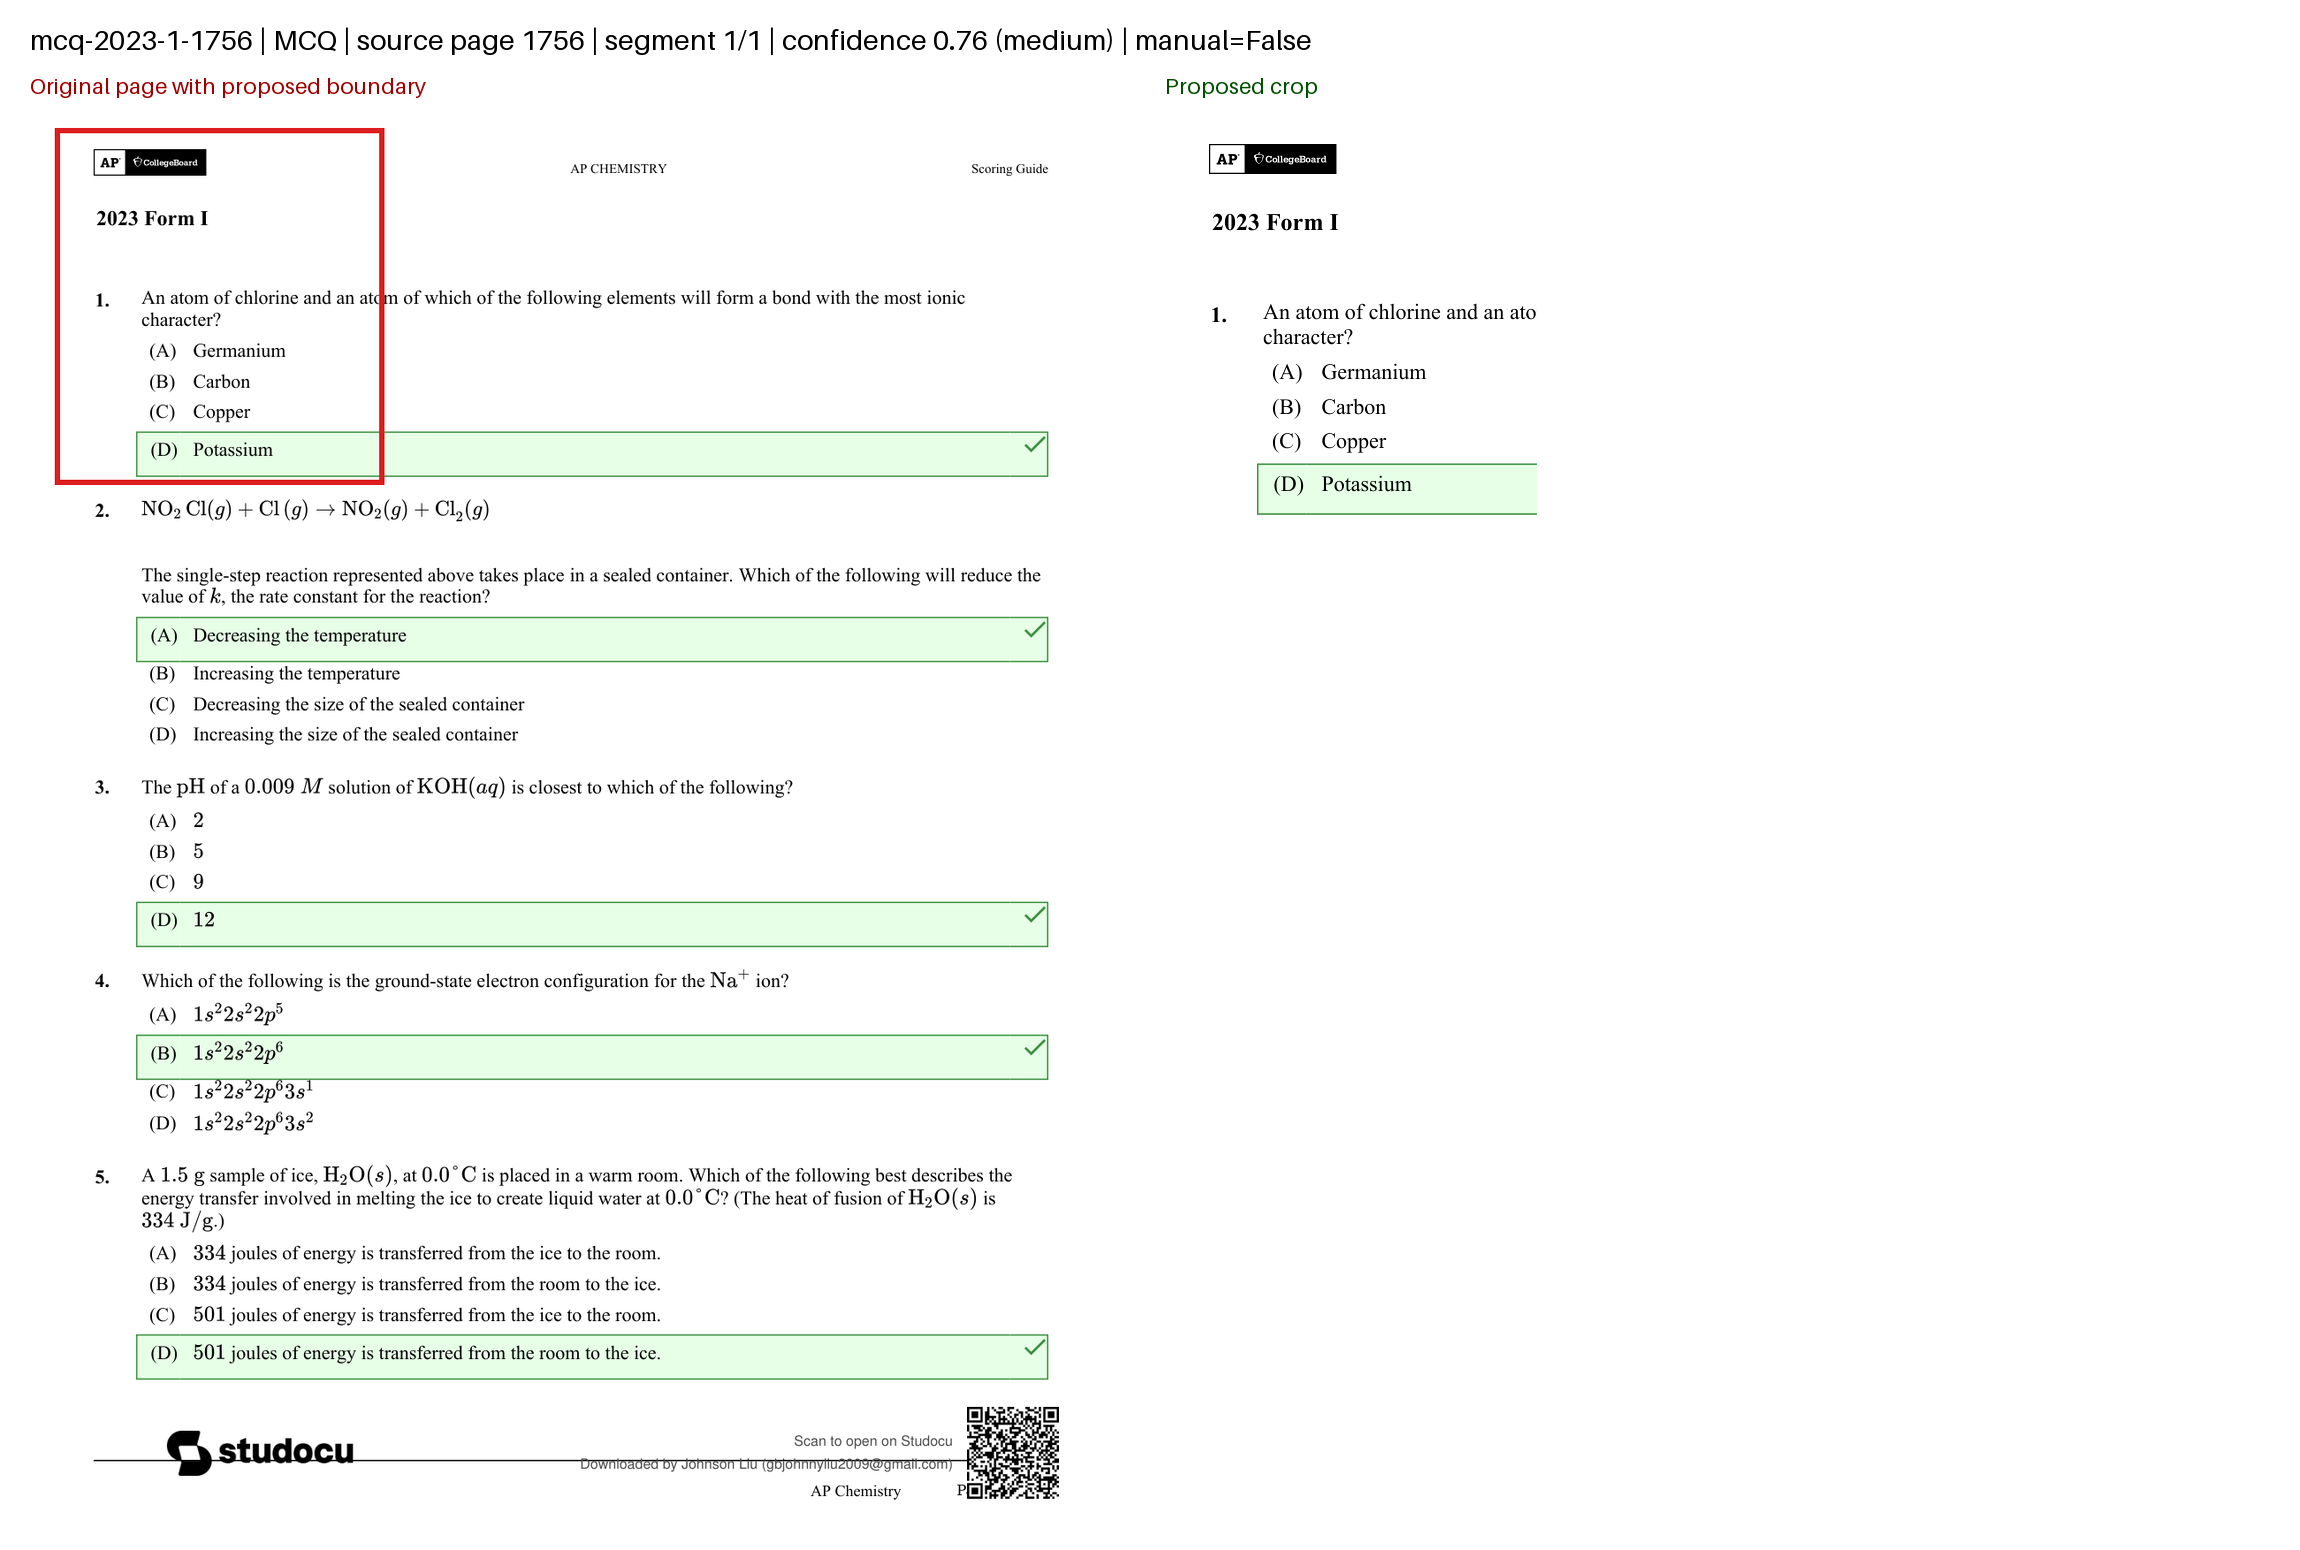 mcq-2023-1-1756 | MCQ | source page 1756 | segment 1/1 | confidence 0.76 (medium) | manual=False
Original page with proposed boundary
Proposed crop
AP CollegeBoard
AP CHEMISTRY
Scoring Guide
2023 Form I
1. An atom of chlorine and an atom of which of the following elements will form a bond with the most ionic
character?
(A) Germanium
(B) Carbon
(C) Copper
(D) Potassium
2. NO₂ Cl(g) + Cl (g) → NO₂(g) + Cl₂(g)
The single-step reaction represented above takes place in a sealed container. Which of the following will reduce the
value of k, the rate constant for the reaction?
(A) Decreasing the temperature
(B) Increasing the temperature
(C) Decreasing the size of the sealed container
(D) Increasing the size of the sealed container
3. The pH of a 0.009 M solution of KOH(aq) is closest to which of the following?
(A) 2
(B) 5
(C) 9
(D) 12
4. Which of the following is the ground-state electron configuration for the Na⁺ ion?
(A) 1s²2s²2p⁵
(B) 1s²2s²2p⁶
(C) 1s²2s²2p⁶3s¹
(D) 1s²2s²2p⁶3s²
5. A 1.5 g sample of ice, H₂O(s), at 0.0°C is placed in a warm room. Which of the following best describes the
energy transfer involved in melting the ice to create liquid water at 0.0°C? (The heat of fusion of H₂O(s) is
334 J/g.)
(A) 334 joules of energy is transferred from the ice to the room.
(B) 334 joules of energy is transferred from the room to the ice.
(C) 501 joules of energy is transferred from the ice to the room.
(D) 501 joules of energy is transferred from the room to the ice.
studocu
Scan to open on Studocu
Downloaded by Johnson Liu (gbjohnnyliu2009@gmail.com)
AP Chemistry
P
AP CollegeBoard
2023 Form I
1. An atom of chlorine and an ato
character?
(A) Germanium
(B) Carbon
(C) Copper
(D) Potassium